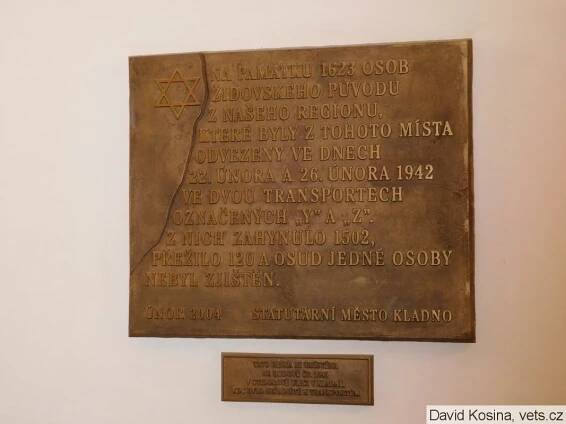 NA PAMÁTKU 1623 OSOB
ŽIDOVSKÉHO PŮVODU
Z NAŠEHO REGIONU,
KTERÉ BYLY Z TOHOTO MÍSTA
ODVEZENY VE DNECH
22. ÚNORA A 26. ÚNORA 1942
VE DVOU TRANSPORTECH
OZNAČENÝCH „Y" A „Z".
Z NICH ZAHYNULO 1502,
PŘEŽILO 120 A OSUD JEDNÉ OSOBY
NEBYL ZJIŠTĚN.
ÚNOR 2004 STATUTÁRNÍ MĚSTO KLADNO
David Kosina, vets.cz